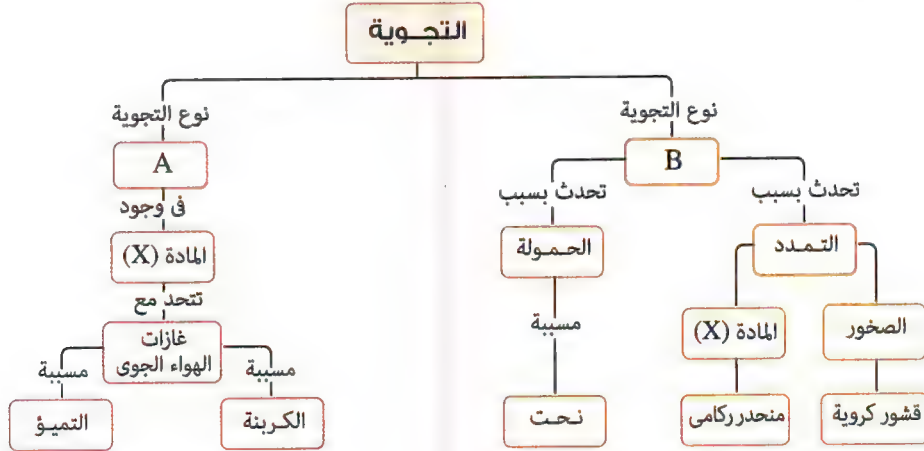 التجوية
نوع التجوية
نوع التجوية
A
B
فى وجود
تحدث بسبب
تحدث بسبب
المادة (X)
الحمولة
التمدد
تتحد مع
غازات
الهواء الجوى
مسببة
المادة (X)
الصخور
مسببة
مسببة
التميؤ
الكربنة
نحت
منحدر ركامى
قشور كروية